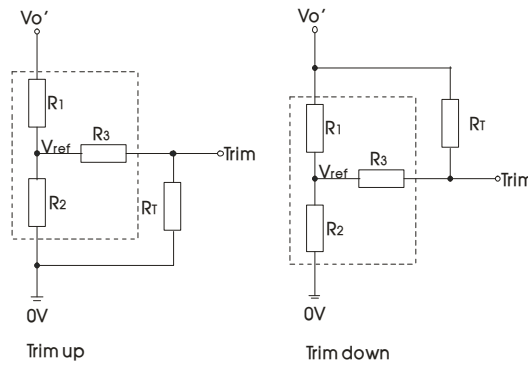 Vo'
R1
Vref
R3
Trim
R2
RT
0V
Trim up
Vo'
R1
RT
Vref
R3
Trim
R2
0V
Trim down